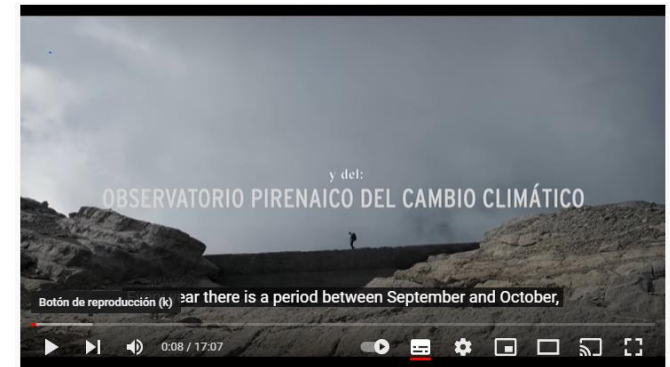 y del:
OBSERVATORIO PIRENAICO DEL CAMBIO CLIMÁTICO
Botón de reproducción (k)
ear there is a period between September and October,
0:08 / 17:07